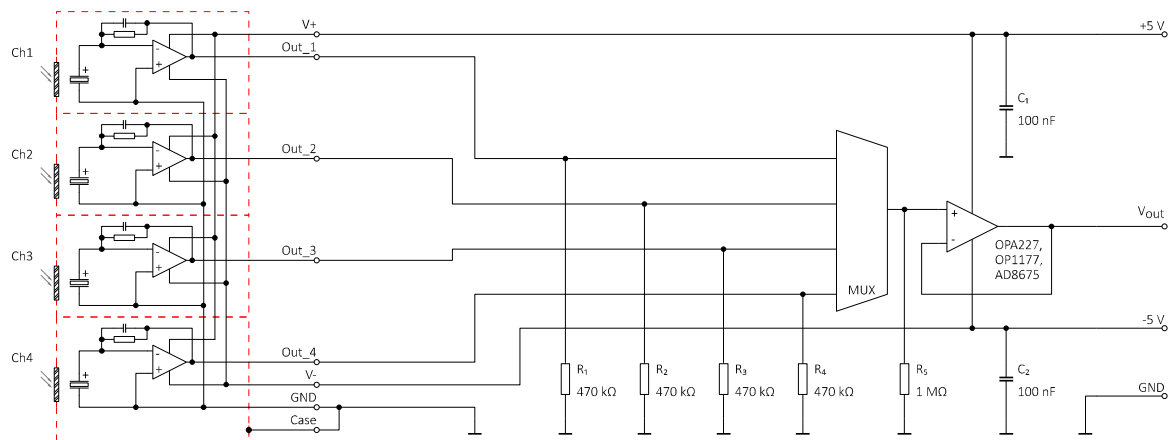 V+
+5 V
Ch1
Out_1
C₁
100 nF
Ch2
Out_2
Vout
OPA227,
OP1177,
AD8675
Ch3
Out_3
MUX
-5 V
Ch4
Out_4
V-
GND
Case
R₁
470 kΩ
R₂
470 kΩ
R₃
470 kΩ
R₄
470 kΩ
R₅
1 MΩ
C₂
100 nF
GND
+
-
+
+
-
+
+
-
+
+
-
+
+
-